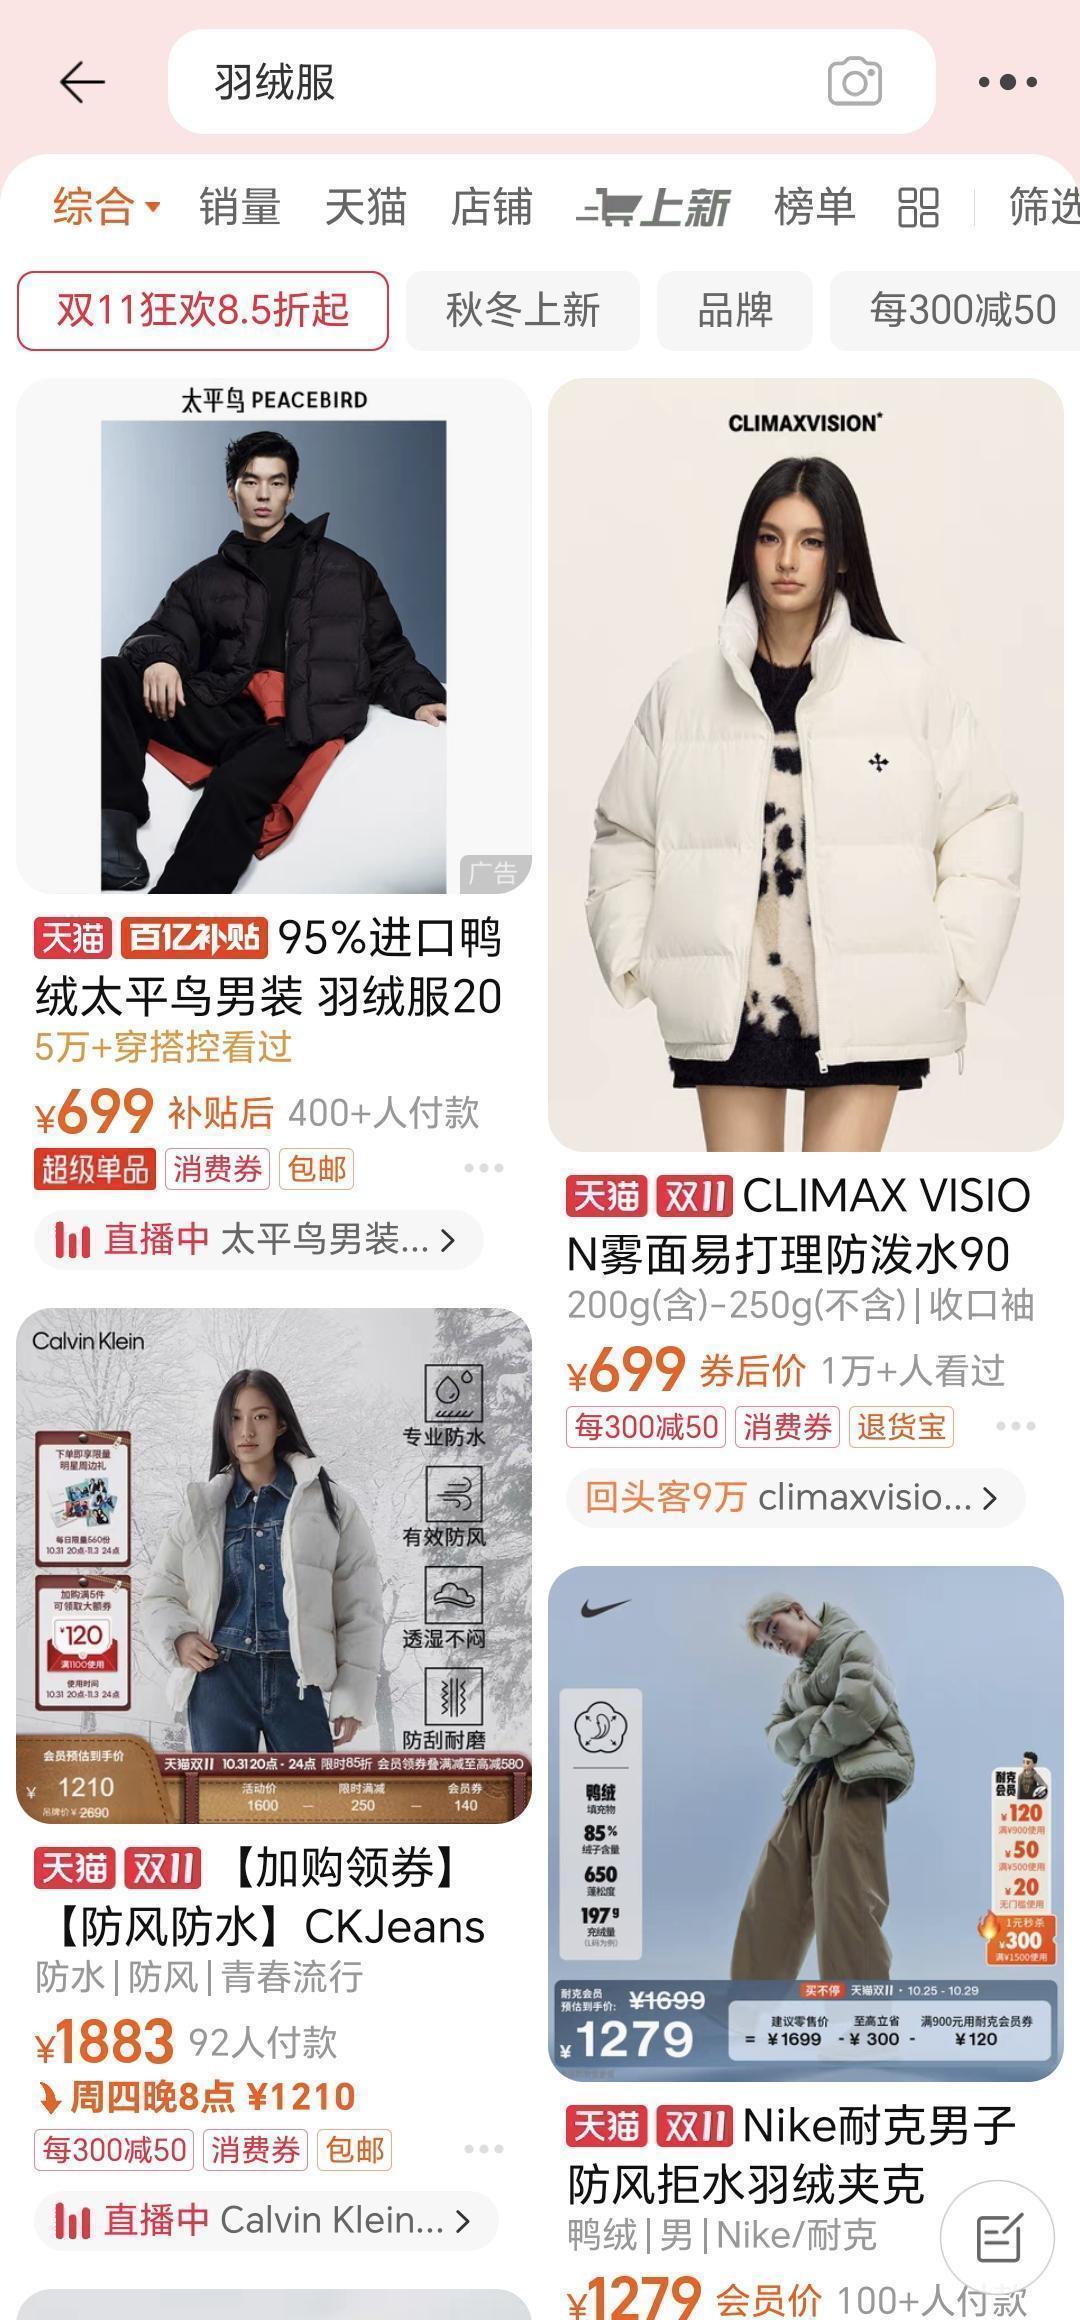 羽绒服
综合 销量 天猫 店铺 上新 榜单 筛选
双11狂欢8.5折起 秋冬上新 品牌 每300减50
太平鸟 PEACEBIRD
广告
天猫 百亿补贴 95%进口鸭
绒太平鸟男装 羽绒服20
5万+穿搭控看过
¥699 补贴后 400+人付款
超级单品 消费券 包邮
直播中 太平鸟男装...
CLIMAXVISION
天猫 双11 CLIMAX VISIO
N雾面易打理防泼水90
200g(含)-250g(不含)|收口袖
¥699 券后价 1万+人看过
每300减50 消费券 退货宝
回头客9万 climaxvisio...
Calvin Klein
下单即享限量
明星周边礼
每日限量560份
10.31 20点-11.3 24点
加购满5件
可领取大额券
¥120
满1100使用
使用时间
10.31 20点-11.3 24点
专业防水
有效防风
透湿不闷
防刮耐磨
会员预估到手价
¥ 1210
吊牌价¥2690
天猫双11 10.31 20点 - 24点 限时85折 会员领券叠满减至高减580
活动价 限时满减 会员券
1600 — 250 — 140
天猫 双11 【加购领券】
【防风防水】CKJeans
防水|防风|青春流行
¥1883 92人付款
周四晚8点 ¥1210
每300减50 消费券 包邮
直播中 Calvin Klein...
鸭绒
填充物
85%
绒子含量
650
蓬松度
197g
充绒量
(L码为例)
耐克
会员
¥120
满¥900使用
¥50
满¥500使用
¥20
无门槛使用
1元秒杀
¥300
满¥1500使用
耐克会员
预估到手价: ¥1699
¥1279
买不停 天猫双11 · 10.25 - 10.29
建议零售价 至高立省 满900元用耐克会员券
= ¥1699 - ¥300 - ¥120
天猫 双11 Nike耐克男子
防风拒水羽绒夹克
鸭绒|男|Nike/耐克
¥1279 会员价 100+人付款